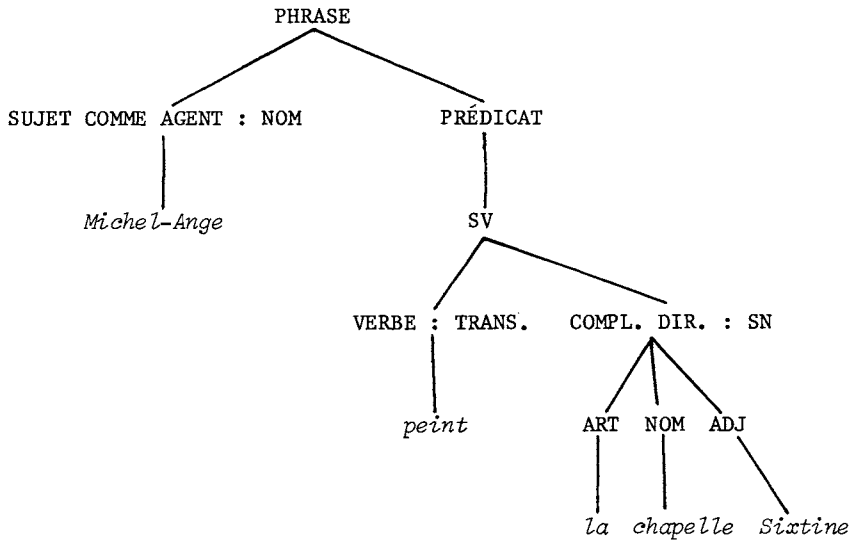 PHRASE
SUJET COMME AGENT : NOM PRÉDICAT
Michel-Ange SV
VERBE : TRANS. COMPL. DIR. : SN
peint ART NOM ADJ
la chapelle Sixtine